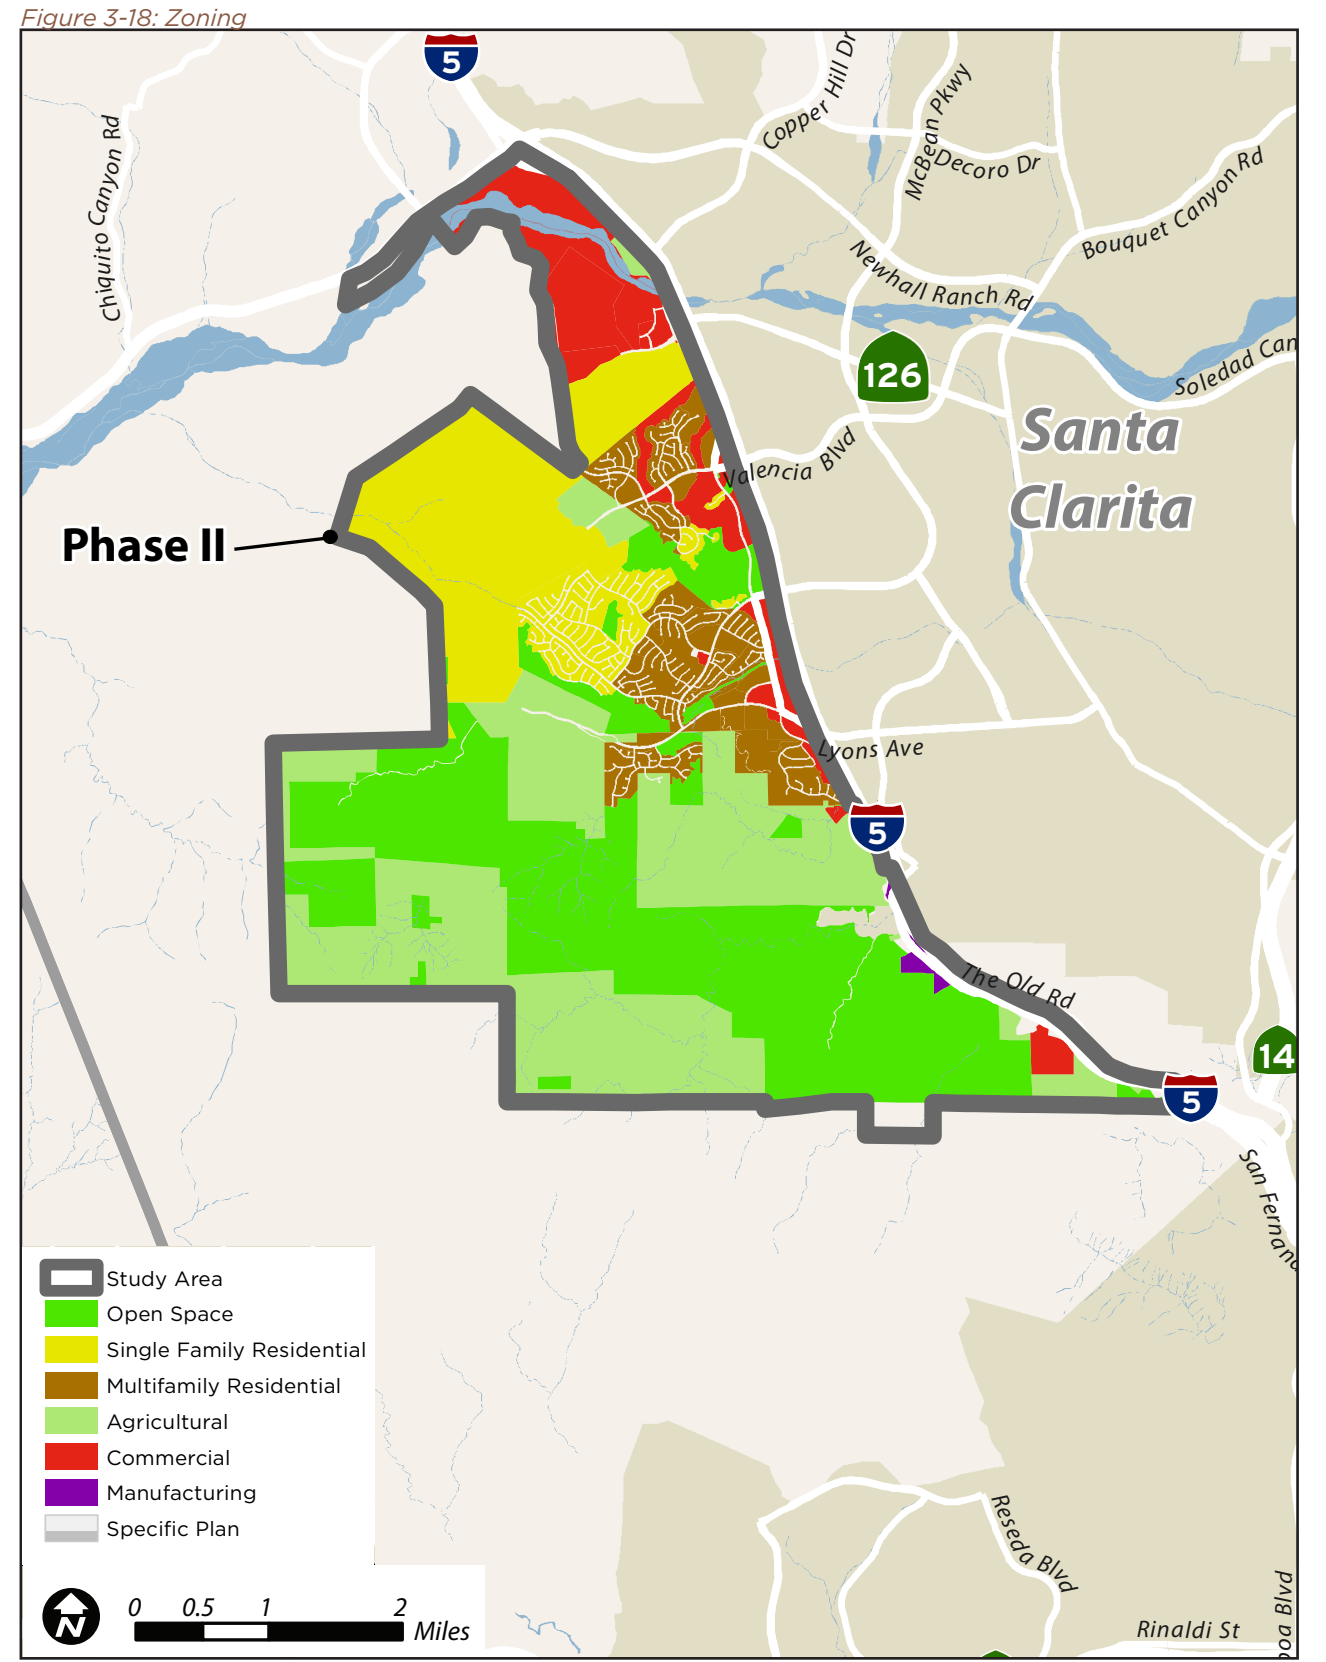 Figure 3-18: Zoning
5
Chiquito Canyon Rd
Copper Hill Dr
McBean Pkwy
Decoro Dr
Bouquet Canyon Rd
Newhall Ranch Rd
126
Soledad Can
Santa
Clarita
Valencia Blvd
Phase II
Lyons Ave
5
The Old Rd
14
5
San Fernand
Study Area
Open Space
Single Family Residential
Multifamily Residential
Agricultural
Commercial
Manufacturing
Specific Plan
Reseda Blvd
Rinaldi St
boa Blvd
N
0 0.5 1 2
Miles